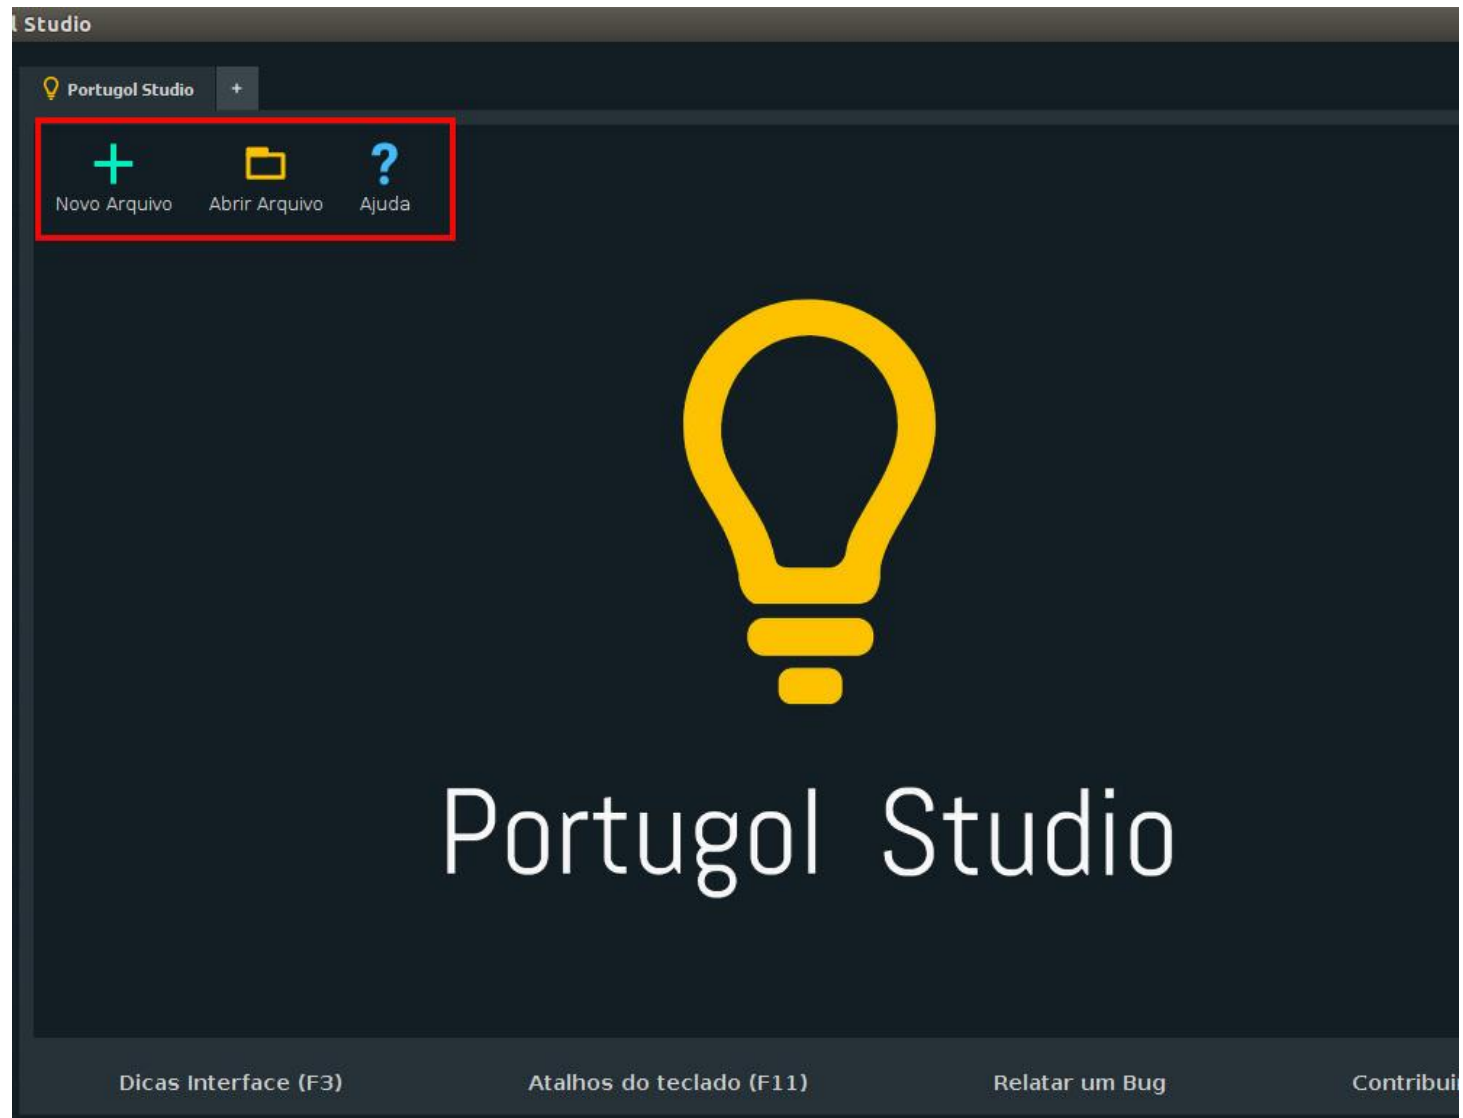 Studio
Portugol Studio +
Novo Arquivo Abrir Arquivo Ajuda
Portugol Studio
Dicas Interface (F3) Atalhos do teclado (F11) Relatar um Bug Contribui